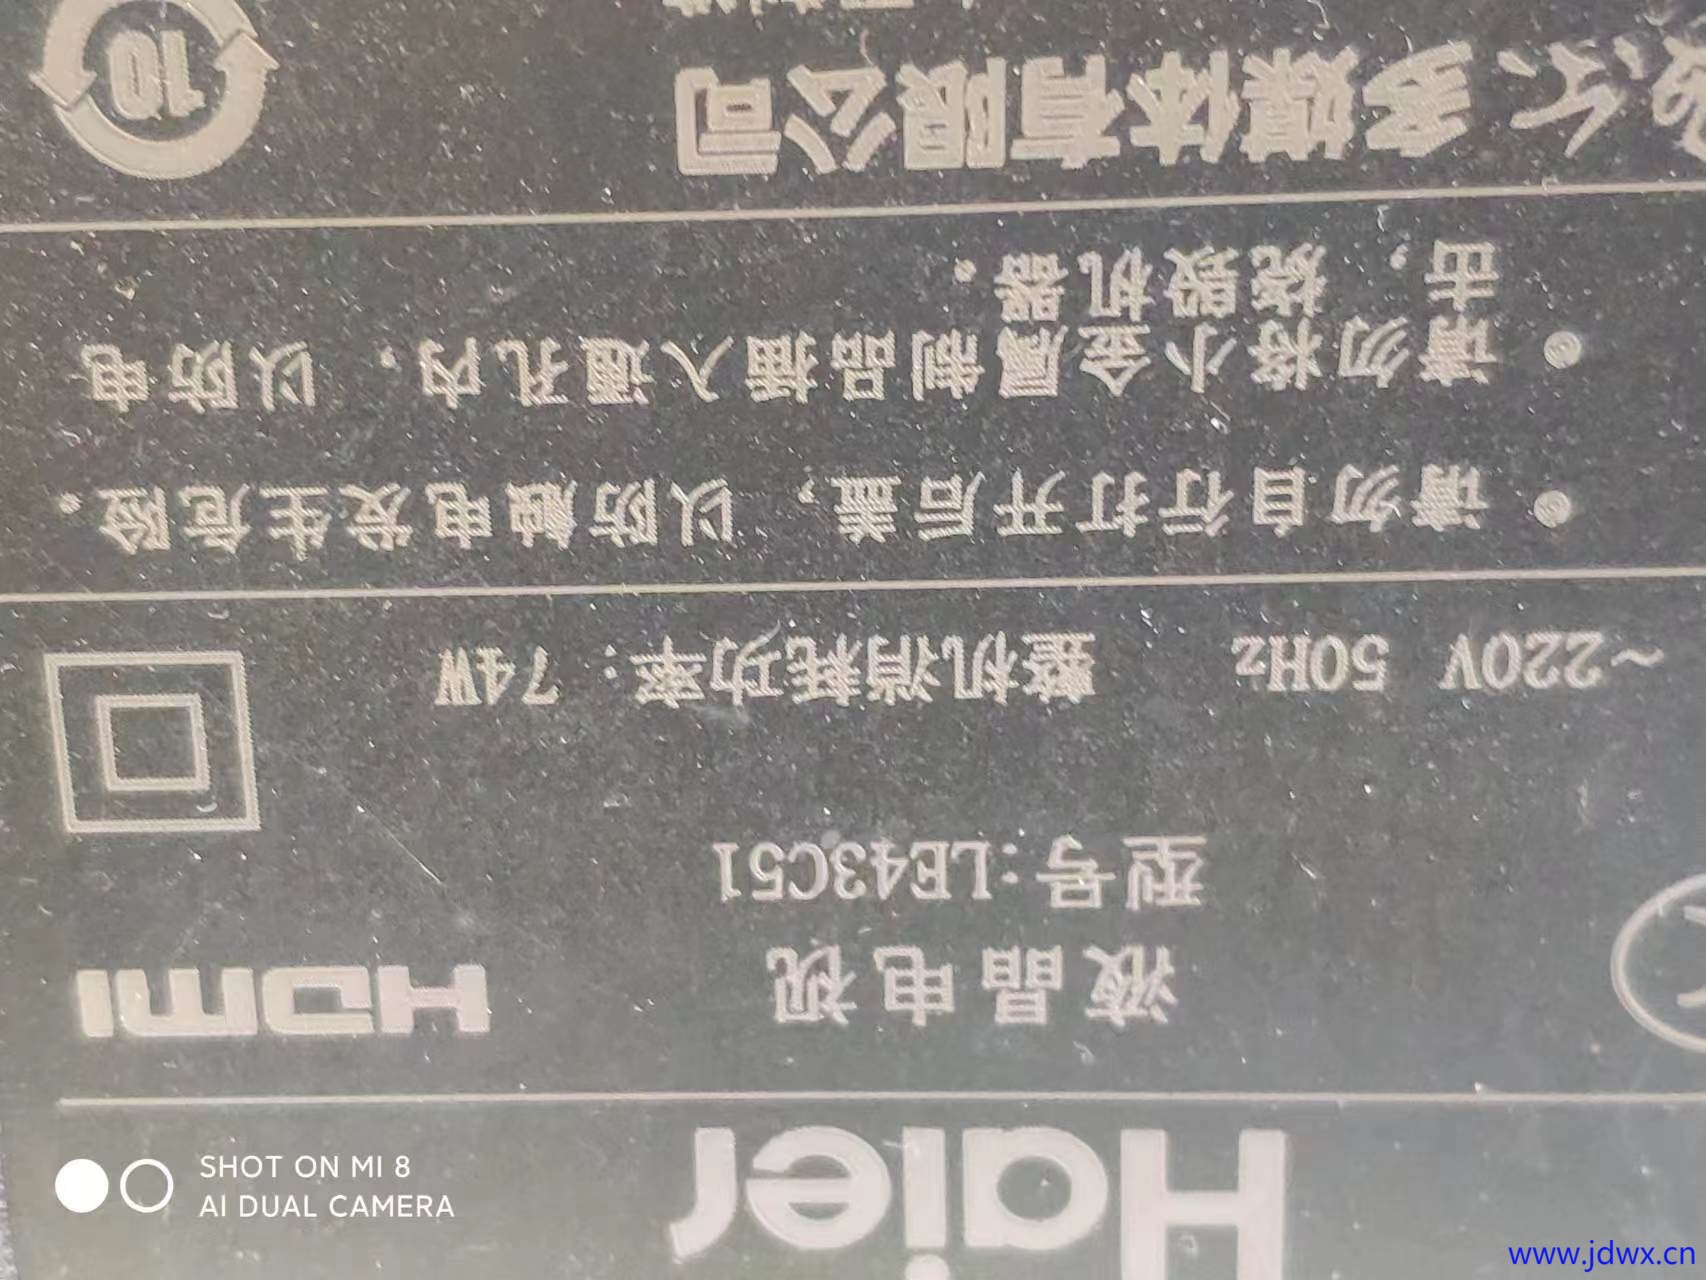 Haier
液晶电视
HDMI
型号:LE43C51
~220V 50Hz 整机消耗功率: 74W
● 请勿自行打开后盖, 以防触电发生危险.
● 请勿将小金属制品插入通孔内, 以防电
击, 烧毁机器.
多媒体有限公司
10
SHOT ON MI 8
AI DUAL CAMERA
www.jdwx.cn